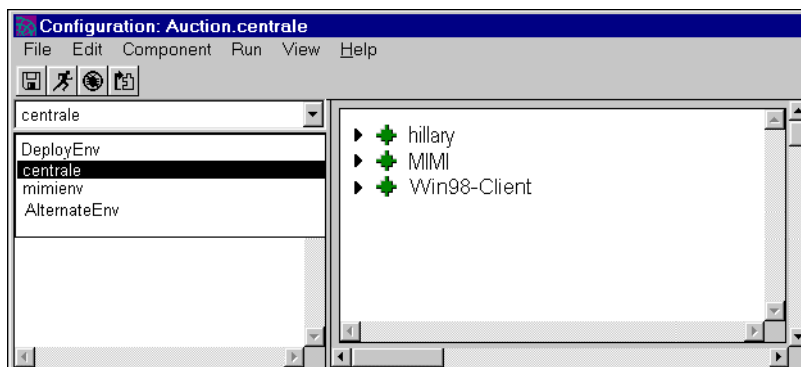 Configuration: Auction.centrale
File Edit Component Run View Help
centrale
DeployEnv
centrale
mimienv
AlternateEnv
hillary
MIMI
Win98-Client